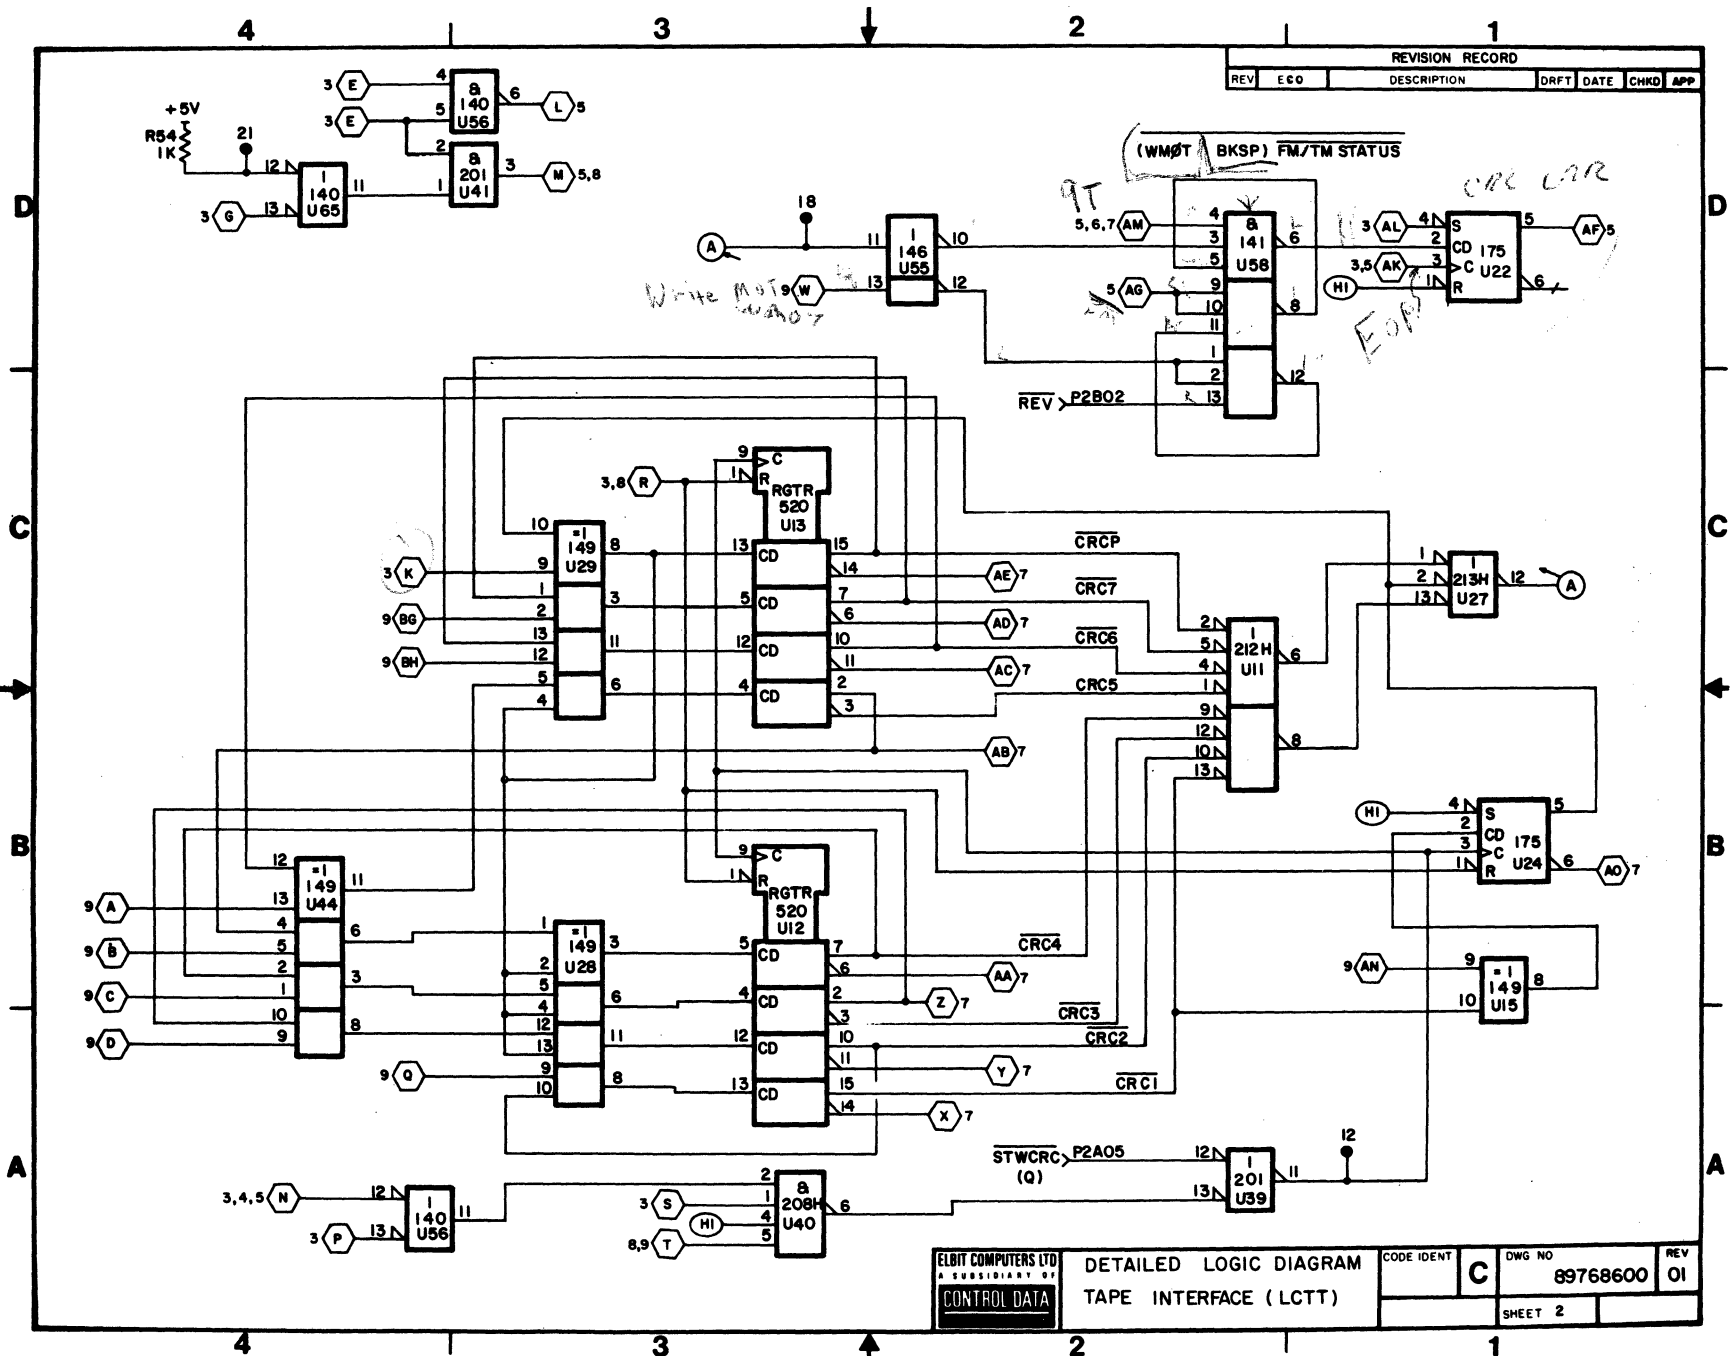 4 3 2 1
REVISION RECORD
REV ECO DESCRIPTION DRFT DATE CHKD APP
3 E 4 & 140 U56 6 L 5
3 E 5
+5V
R54 1K
21
2 & 201 U41 3 M 5,8
1
12 1 140 U65 11
3 G 13
(WMØT BKSP) FM/TM STATUS
9T
CRC
D D
18
A 11 1 146 U55 10
9 W 13 12
Write MOT
WMOT
5,6,7 AM 4 & 141 U58 6
3
5
5 AG 9
10 8
11
1
2 12
REV P2B02 13
3 AL 4 S 175 U22 5 AF 5
2 CD
3,5 AK 3 C
HI 1 R 6
EOP
3,8 R
9 C
1 R
RGTR 520 U13
C C
10 =1 149 U29 8
3 K 9
1 3
9 BG 2
13 11
9 BH 12
5 6
4
13 CD 15 CRCP
14 AE 7
5 CD 7 CRC7
6 AD 7
12 CD 10 CRC6
11 AC 7
4 CD 2 CRC5
3
AB 7
2 1 212H U11 6
5
4
1
9 8
12
10
13
1 1 213H U27 12 A
2
13
HI 4 S 175 U24 5
2 CD
3 C
1 R 6 AO 7
B B
12 =1 149 U44 11
9 A 13
4 6
9 B 5
2 3
9 C 1
10 8
9 D 9
1 =1 149 U28 3
2
5 6
4
12 11
13
9 Q 9 8
10
9 C
1 R
RGTR 520 U12
5 CD 7 CRC4
6 AA 7
4 CD 2 Z 7
3 CRC3
12 CD 10 CRC2
11 Y 7
13 CD 15 CRC1
14 X 7
9 AN 9 =1 149 U15 8
10
A A
3,4,5 N 12 1 140 U56 11
3 P 13
2 & 208H U40 6
3 S 1
HI 4
8,9 T 5
STWCRC P2A05 12 1 201 U39 11
(Q) 13
12
ELBIT COMPUTERS LTD
A SUBSIDIARY OF
CONTROL DATA
DETAILED LOGIC DIAGRAM
TAPE INTERFACE (LCTT)
CODE IDENT C DWG NO 89768600 REV 01
SHEET 2
4 3 2 1